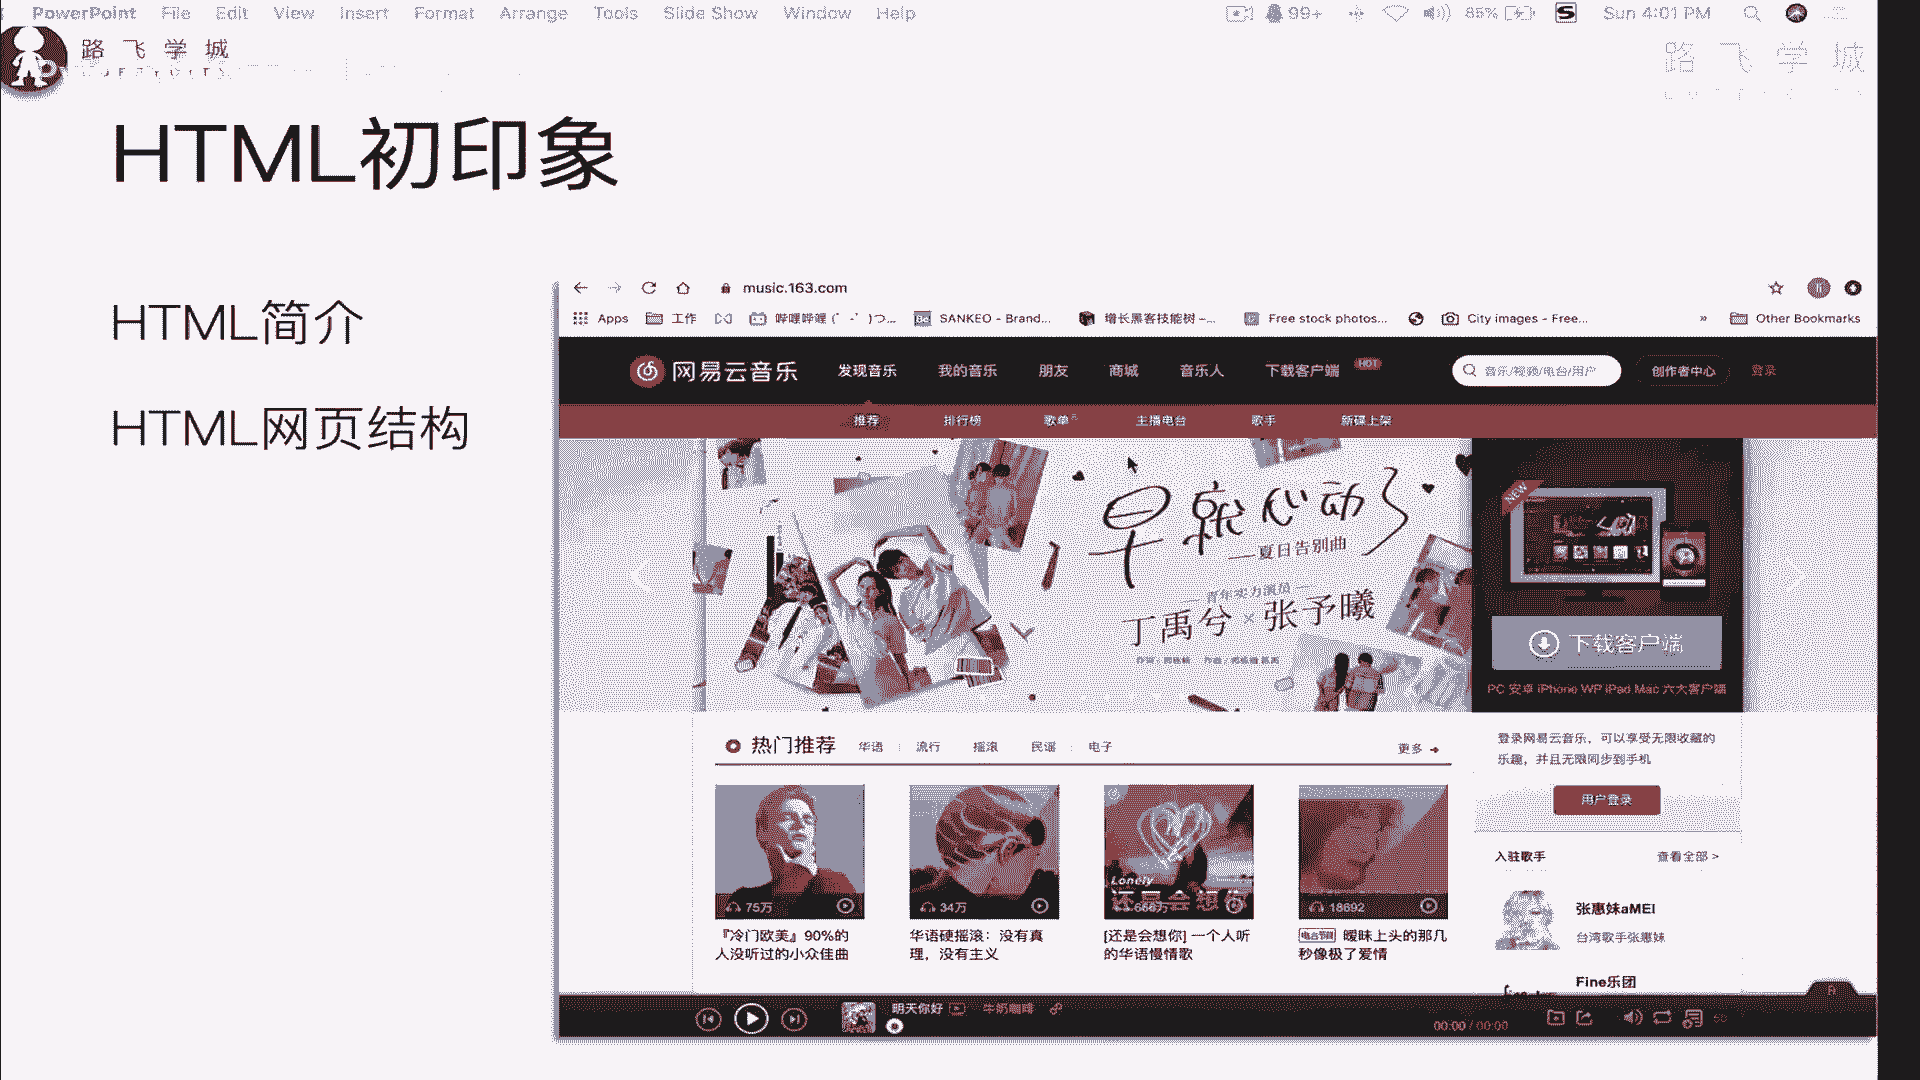 PowerPoint File Edit View Insert Format Arrange Tools Slide Show Window Help 99+ 85% Sun 4:01 PM
路飞学城
路飞学城
HTML初印象
HTML简介
HTML网页结构
music.163.com
Apps 工作 哔哩哔哩 (゜-゜)つ... SANKEO - Brand... 增长黑客技能树 -... Free stock photos... City images - Free... » Other Bookmarks
网易云音乐 发现音乐 我的音乐 朋友 商城 音乐人 下载客户端 HOT 音乐/视频/电台/用户 创作者中心 登录
推荐 排行榜 歌单 主播电台 歌手 新碟上架
早就心动了
——夏日告别曲
青年实力演员
丁禹兮×张予曦
NEW
下载客户端
PC 安卓 iPhone WP iPad Mac 六大客户端
热门推荐 华语 流行 摇滚 民谣 电子 更多
登录网易云音乐，可以享受无限收藏的
乐趣，并且无限同步到手机
用户登录
入驻歌手 查看全部 >
张惠妹aMEI
台湾歌手张惠妹
Fine乐团
Lonely
还是会想你
75万 34万 18692
『冷门欧美』90%的
人没听过的小众佳曲
华语硬摇滚：没有真
理，没有主义
[还是会想你] 一个人听
的华语慢情歌
电台节目 暧昧上头的那几
秒像极了爱情
明天你好 牛奶咖啡
00:00 / 00:00